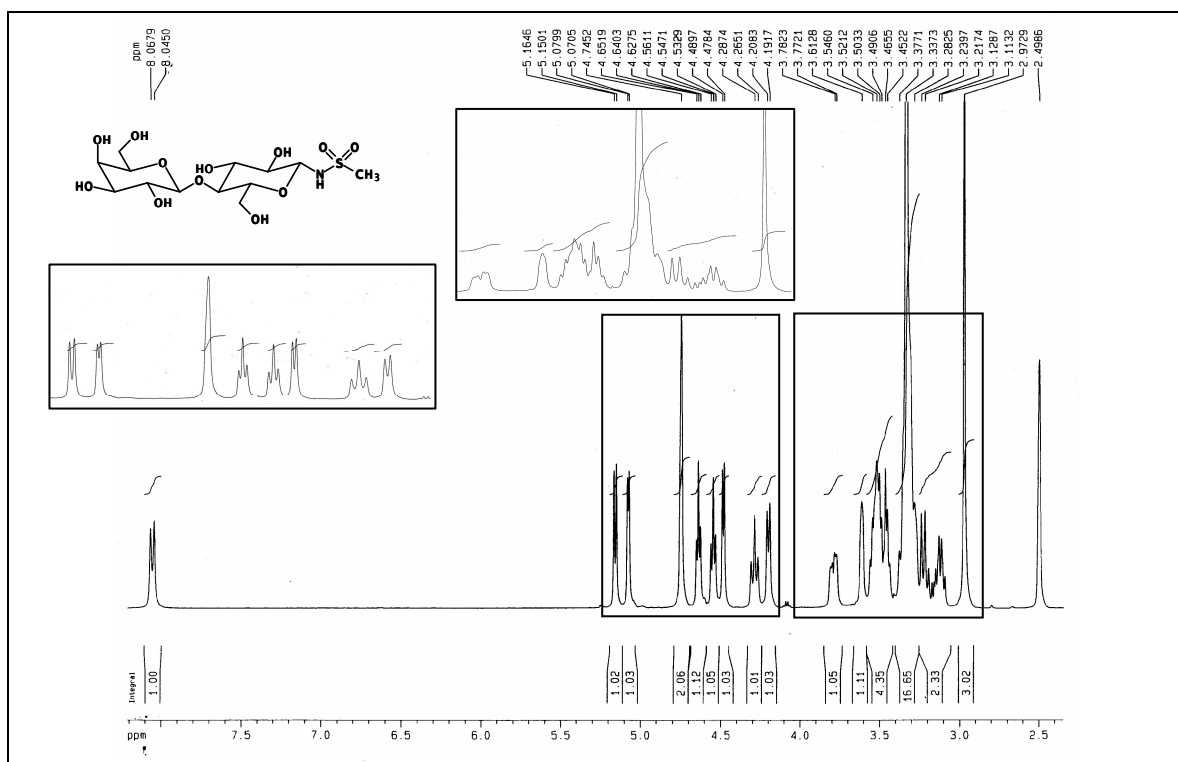 ppm
8.0679
8.0450
5.1646
5.1501
5.0799
5.0705
4.7452
4.6519
4.6403
4.6275
4.5611
4.5471
4.5329
4.4897
4.4784
4.2874
4.2651
4.2083
4.1917
3.7823
3.7721
3.6128
3.5460
3.5212
3.5033
3.4906
3.4655
3.4522
3.3771
3.3373
3.2825
3.2397
3.2174
3.1287
3.1132
2.9729
2.4986
OH
OH
O
HO
OH
O
HO
OH
O
OH
N
H
O
O
S
CH3
Integral
1.00
1.02
1.03
2.06
1.12
1.05
1.03
1.01
1.03
1.05
1.11
4.35
16.65
2.33
3.02
ppm 7.5 7.0 6.5 6.0 5.5 5.0 4.5 4.0 3.5 3.0 2.5